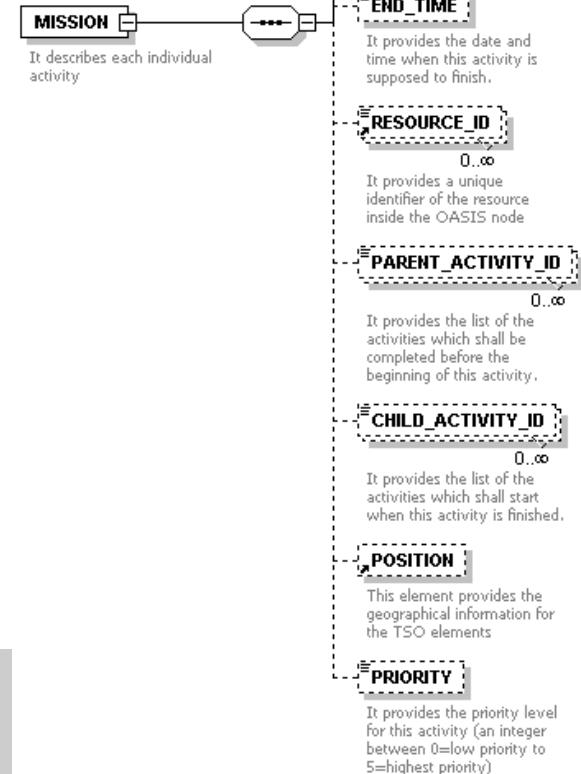 END_TIME
MISSION
It describes each individual
activity
It provides the date and
time when this activity is
supposed to finish.
RESOURCE_ID
0..∞
It provides a unique
identifier of the resource
inside the OASIS node
PARENT_ACTIVITY_ID
0..∞
It provides the list of the
activities which shall be
completed before the
beginning of this activity.
CHILD_ACTIVITY_ID
0..∞
It provides the list of the
activities which shall start
when this activity is finished.
POSITION
This element provides the
geographical information for
the TSO elements
PRIORITY
It provides the priority level
for this activity (an integer
between 0=low priority to
5=highest priority)